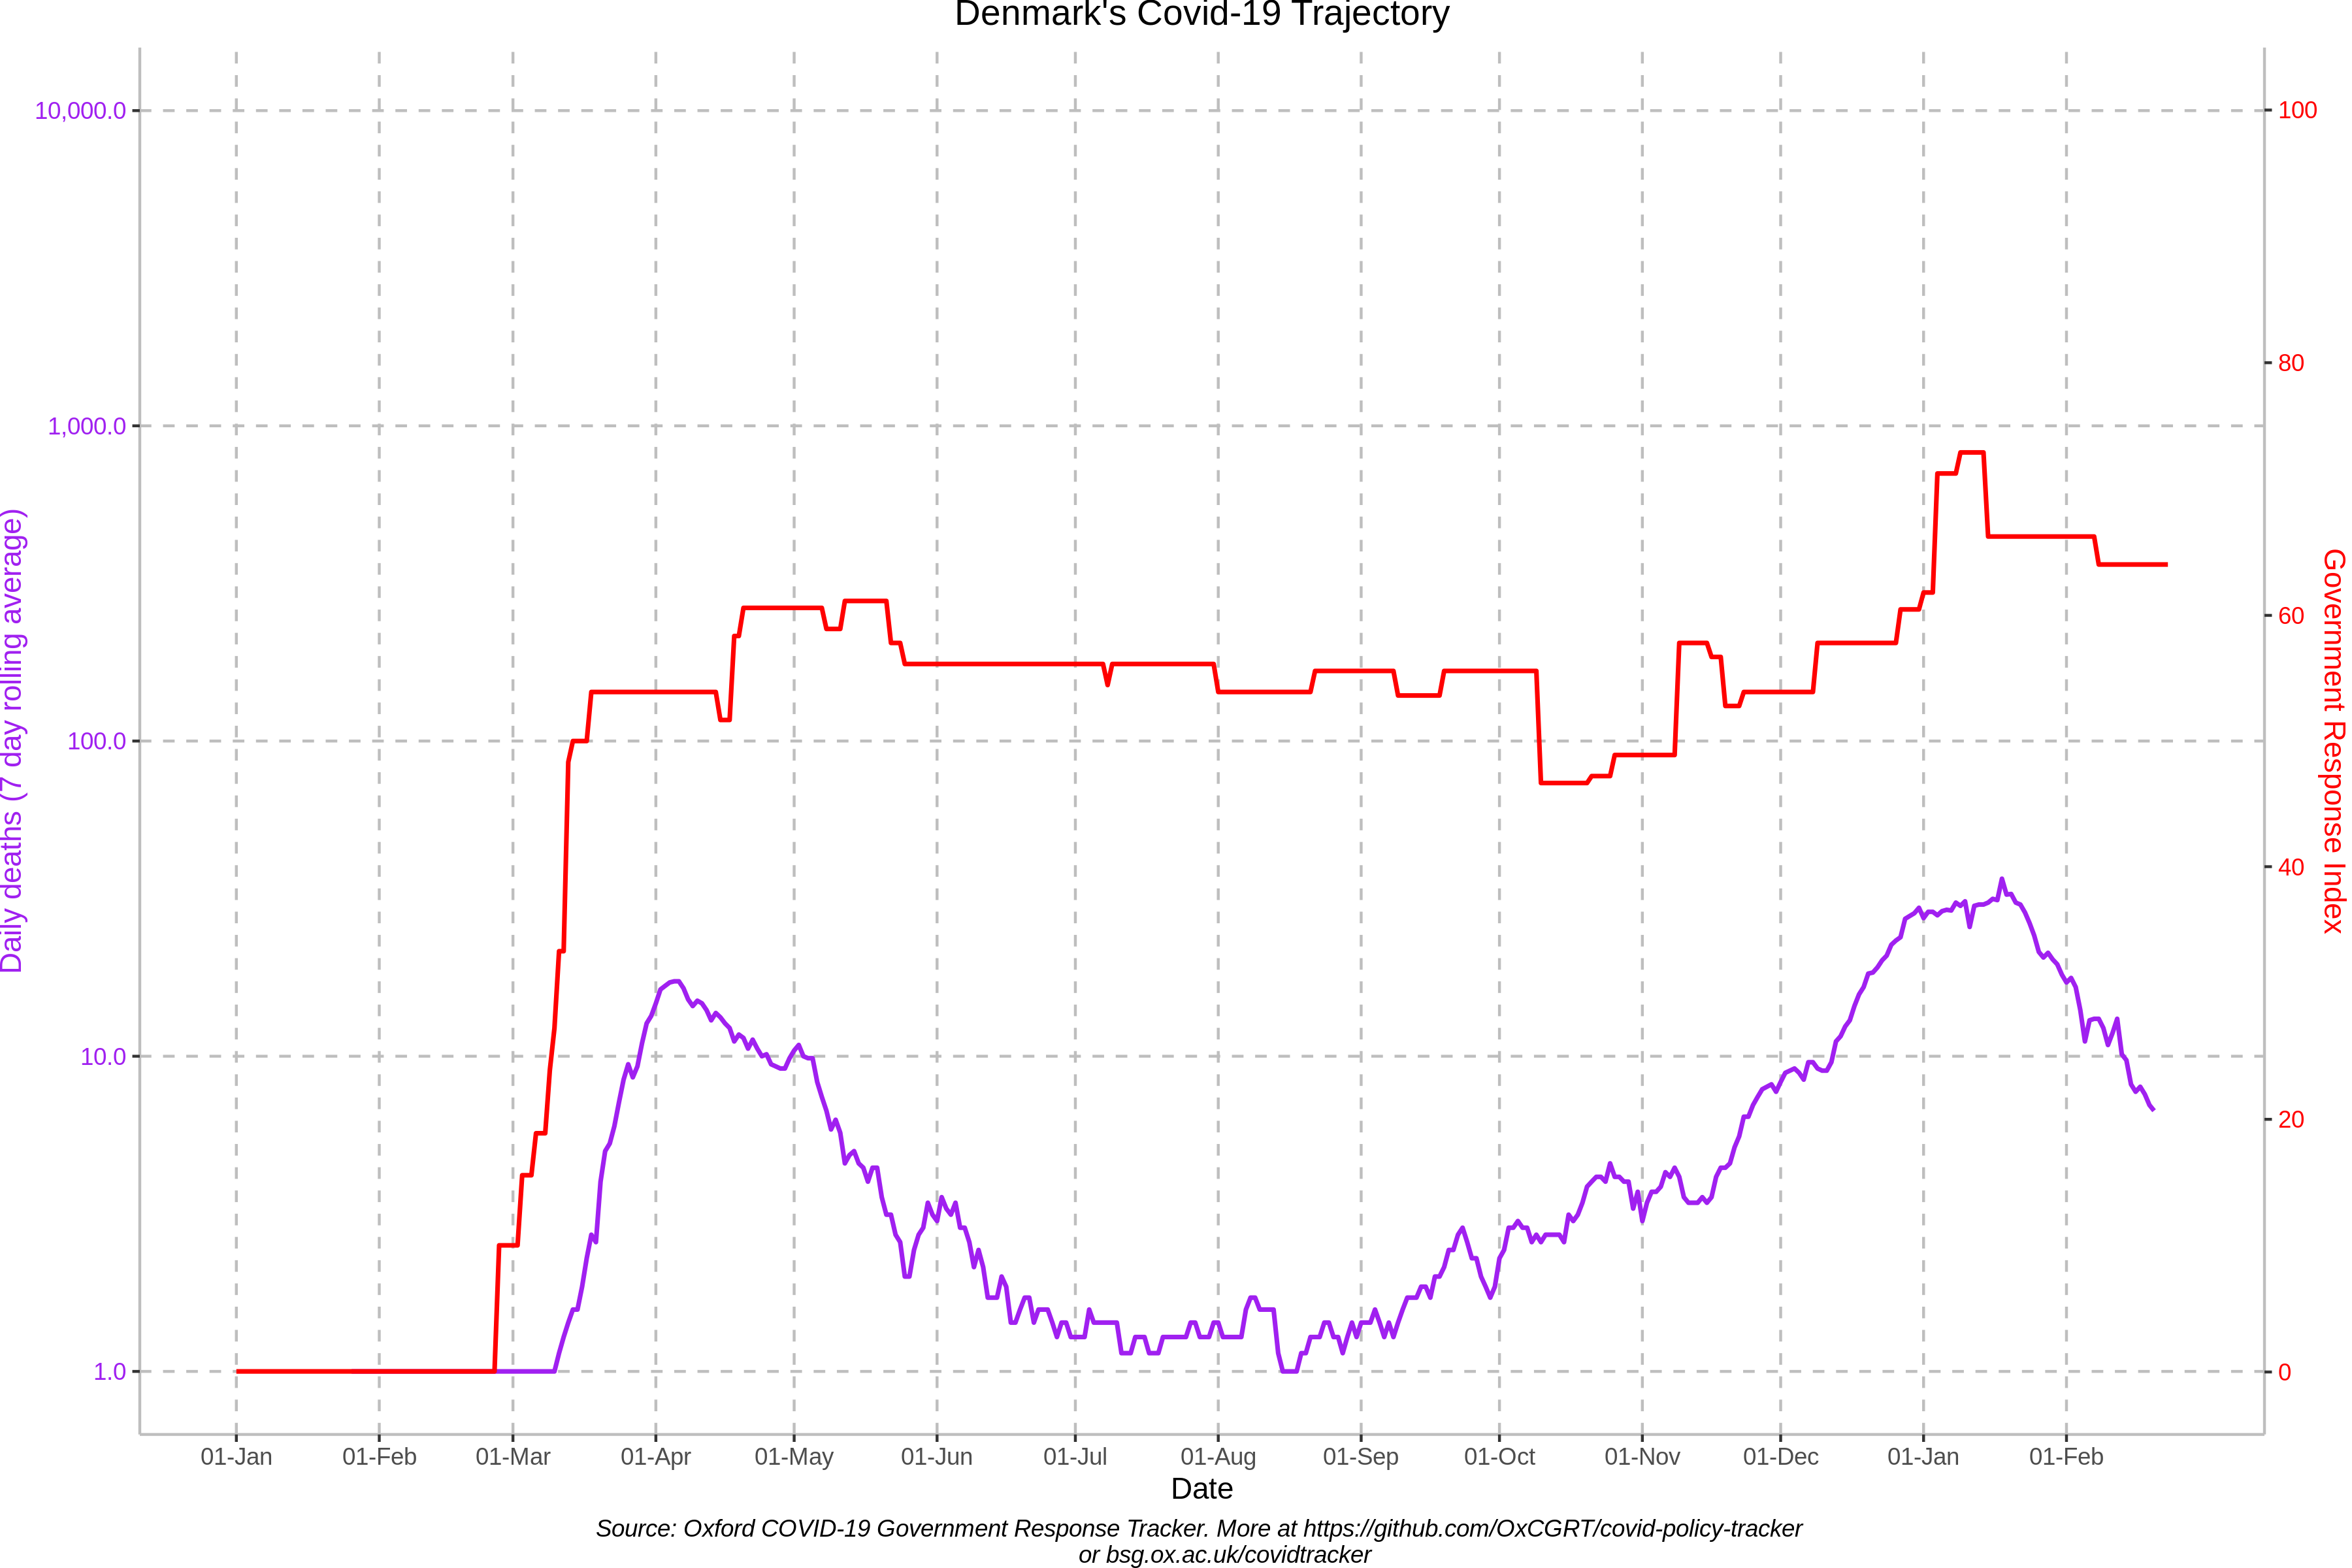 Denmark's Covid-19 Trajectory
10,000.0
1,000.0
100.0
10.0
1.0
Daily deaths (7 day rolling average)
100
80
60
40
20
0
Government Response Index
01-Jan 01-Feb 01-Mar 01-Apr 01-May 01-Jun 01-Jul 01-Aug 01-Sep 01-Oct 01-Nov 01-Dec 01-Jan 01-Feb
Date
Source: Oxford COVID-19 Government Response Tracker. More at https://github.com/OxCGRT/covid-policy-tracker
or bsg.ox.ac.uk/covidtracker